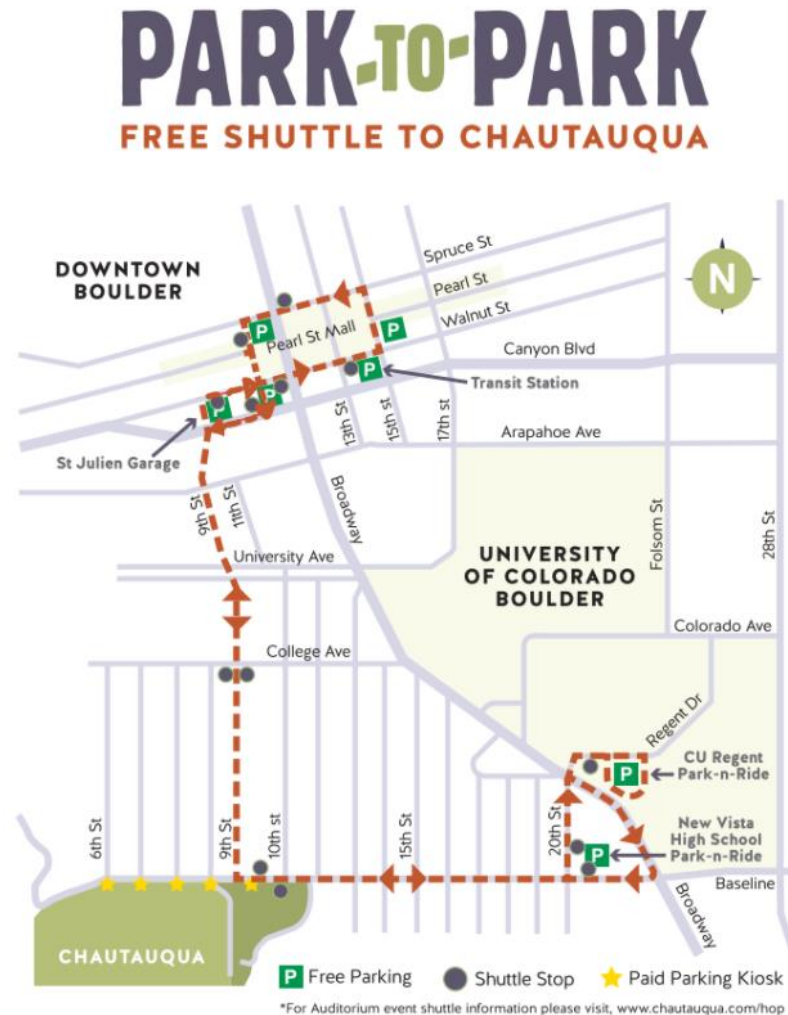 PARK-TO-PARK
FREE SHUTTLE TO CHAUTAUQUA
DOWNTOWN
BOULDER
Spruce St
Pearl St
Walnut St
N
P
P
Pearl St Mall
Canyon Blvd
P
Transit Station
P
P
St Julien Garage
13th St
15th st
17th st
Arapahoe Ave
9th St
11th St
Broadway
Folsom St
28th St
University Ave
UNIVERSITY
OF COLORADO
BOULDER
Colorado Ave
College Ave
Regent Dr
CU Regent
Park-n-Ride
P
New Vista
High School
Park-n-Ride
P
6th St
9th St
10th st
15th St
20th St
Baseline
Broadway
CHAUTAUQUA
P Free Parking
Shuttle Stop
Paid Parking Kiosk
*For Auditorium event shuttle information please visit, www.chautauqua.com/hop